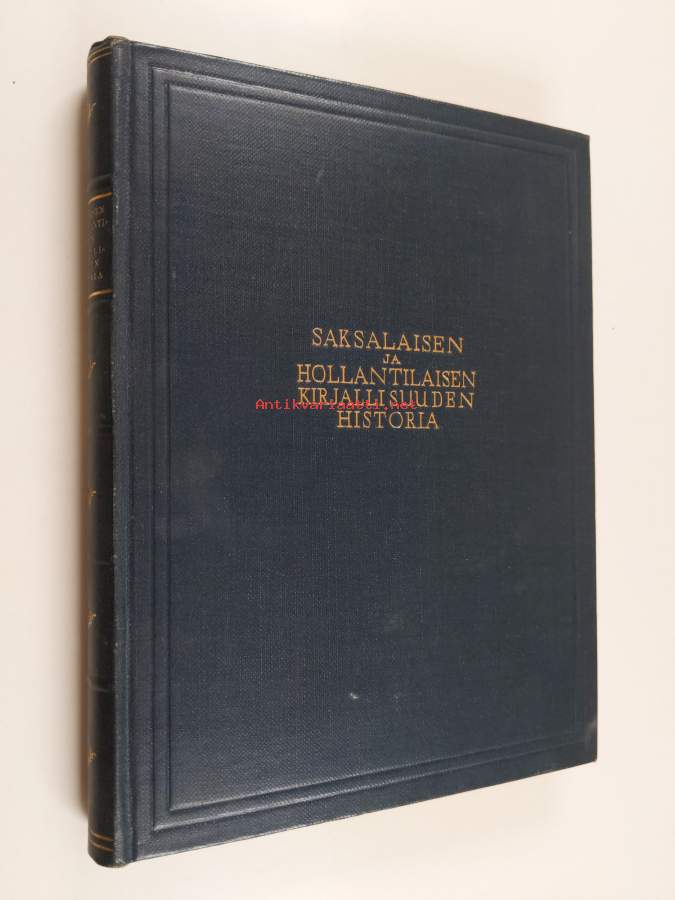 SAKSALAISEN
JA
HOLLANTILAISEN
KIRJALLISUUDEN
Antikvariaatti.net
HISTORIA